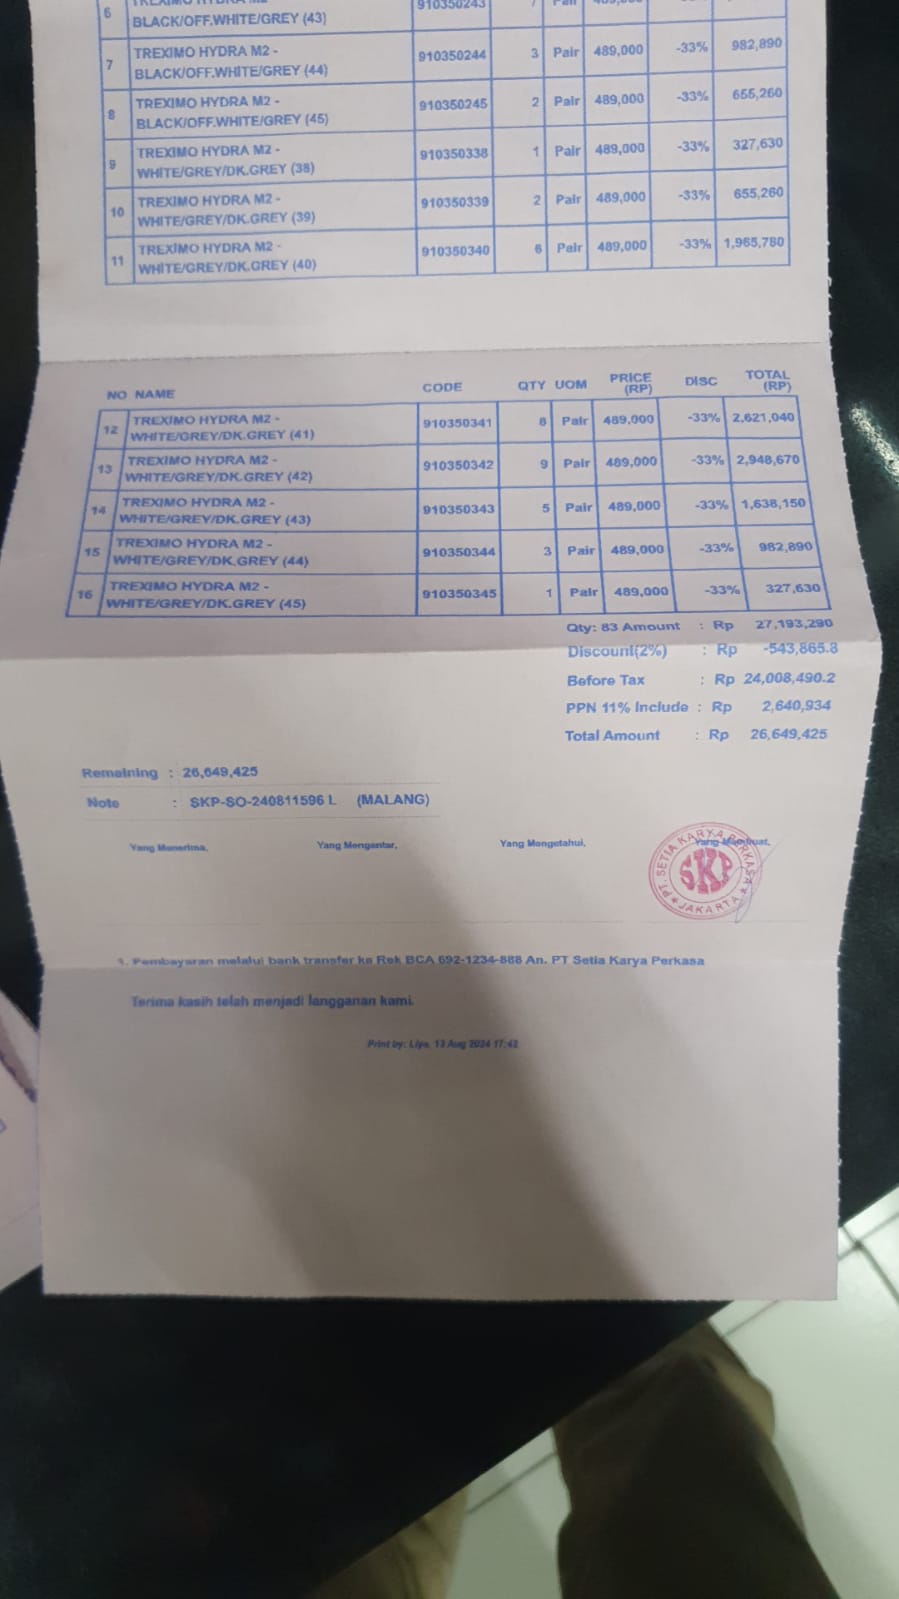 6 TREXIMO HYDRA M2 - 910350243 7 Pair 489,000
BLACK/OFF.WHITE/GREY (43)
7 TREXIMO HYDRA M2 - 910350244 3 Pair 489,000 -33% 982,890
BLACK/OFF.WHITE/GREY (44)
8 TREXIMO HYDRA M2 - 910350245 2 Pair 489,000 -33% 655,260
BLACK/OFF.WHITE/GREY (45)
9 TREXIMO HYDRA M2 - 910350338 1 Pair 489,000 -33% 327,630
WHITE/GREY/DK.GREY (38)
10 TREXIMO HYDRA M2 - 910350339 2 Pair 489,000 -33% 655,260
WHITE/GREY/DK.GREY (39)
11 TREXIMO HYDRA M2 - 910350340 6 Pair 489,000 -33% 1,965,780
WHITE/GREY/DK.GREY (40)
NO NAME CODE QTY UOM PRICE (RP) DISC TOTAL (RP)
12 TREXIMO HYDRA M2 - 910350341 8 Pair 489,000 -33% 2,621,040
WHITE/GREY/DK.GREY (41)
13 TREXIMO HYDRA M2 - 910350342 9 Pair 489,000 -33% 2,948,670
WHITE/GREY/DK.GREY (42)
14 TREXIMO HYDRA M2 - 910350343 5 Pair 489,000 -33% 1,638,150
WHITE/GREY/DK.GREY (43)
15 TREXIMO HYDRA M2 - 910350344 3 Pair 489,000 -33% 982,890
WHITE/GREY/DK.GREY (44)
16 TREXIMO HYDRA M2 - 910350345 1 Pair 489,000 -33% 327,630
WHITE/GREY/DK.GREY (45)
Qty: 83 Amount : Rp 27,193,290
Discount(2%) : Rp -543,865.8
Before Tax : Rp 24,008,490.2
PPN 11% Include : Rp 2,640,934
Total Amount : Rp 26,649,425
Remaining : 26,649,425
Note : SKP-SO-240811596 L (MALANG)
Yang Menerima, Yang Mengantar, Yang Mengetahui, Yang Membuat,
PT. SETIA KARYA PERKASA
SKP
JAKARTA
1. Pembayaran melalui bank transfer ke Rek BCA 692-1234-888 An. PT Setia Karya Perkasa
Terima kasih telah menjadi langganan kami.
Print by: Liya, 13 Aug 2024 17:42